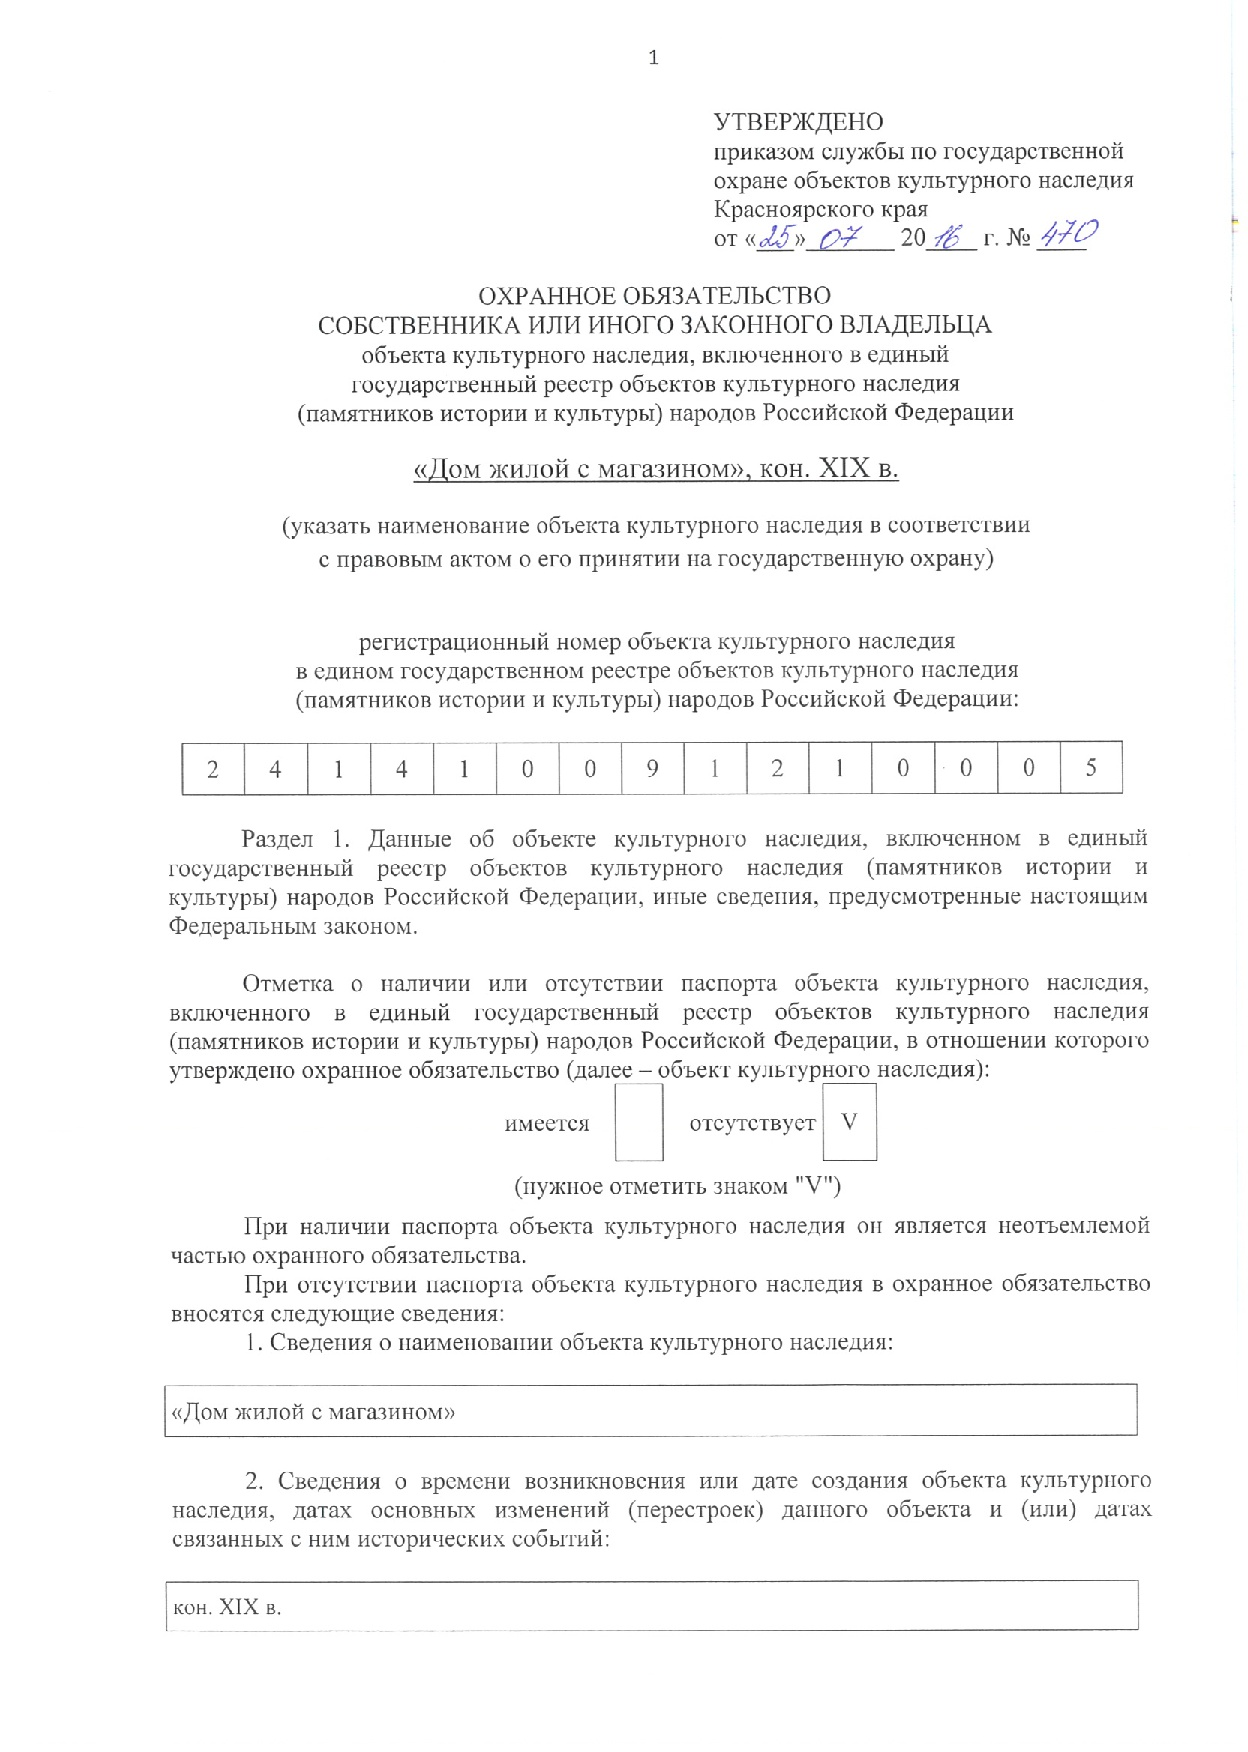 1
УТВЕРЖДЕНО
приказом службы по государственной
охране объектов культурного наследия
Красноярского края
от «25» 07 2016 г. № 470
ОХРАННОЕ ОБЯЗАТЕЛЬСТВО
СОБСТВЕННИКА ИЛИ ИНОГО ЗАКОННОГО ВЛАДЕЛЬЦА
объекта культурного наследия, включенного в единый
государственный реестр объектов культурного наследия
(памятников истории и культуры) народов Российской Федерации
«Дом жилой с магазином», кон. XIX в.
(указать наименование объекта культурного наследия в соответствии
с правовым актом о его принятии на государственную охрану)
регистрационный номер объекта культурного наследия
в едином государственном реестре объектов культурного наследия
(памятников истории и культуры) народов Российской Федерации:
2 4 1 4 1 0 0 9 1 2 1 0 0 0 5
Раздел 1. Данные об объекте культурного наследия, включенном в единый
государственный реестр объектов культурного наследия (памятников истории и
культуры) народов Российской Федерации, иные сведения, предусмотренные настоящим
Федеральным законом.
Отметка о наличии или отсутствии паспорта объекта культурного наследия,
включенного в единый государственный реестр объектов культурного наследия
(памятников истории и культуры) народов Российской Федерации, в отношении которого
утверждено охранное обязательство (далее – объект культурного наследия):
имеется отсутствует V
(нужное отметить знаком "V")
При наличии паспорта объекта культурного наследия он является неотъемлемой
частью охранного обязательства.
При отсутствии паспорта объекта культурного наследия в охранное обязательство
вносятся следующие сведения:
1. Сведения о наименовании объекта культурного наследия:
«Дом жилой с магазином»
2. Сведения о времени возникновения или дате создания объекта культурного
наследия, датах основных изменений (перестроек) данного объекта и (или) датах
связанных с ним исторических событий:
кон. XIX в.